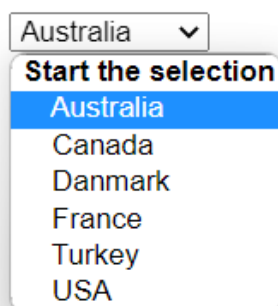 Australia
Start the selection
Australia
Canada
Danmark
France
Turkey
USA